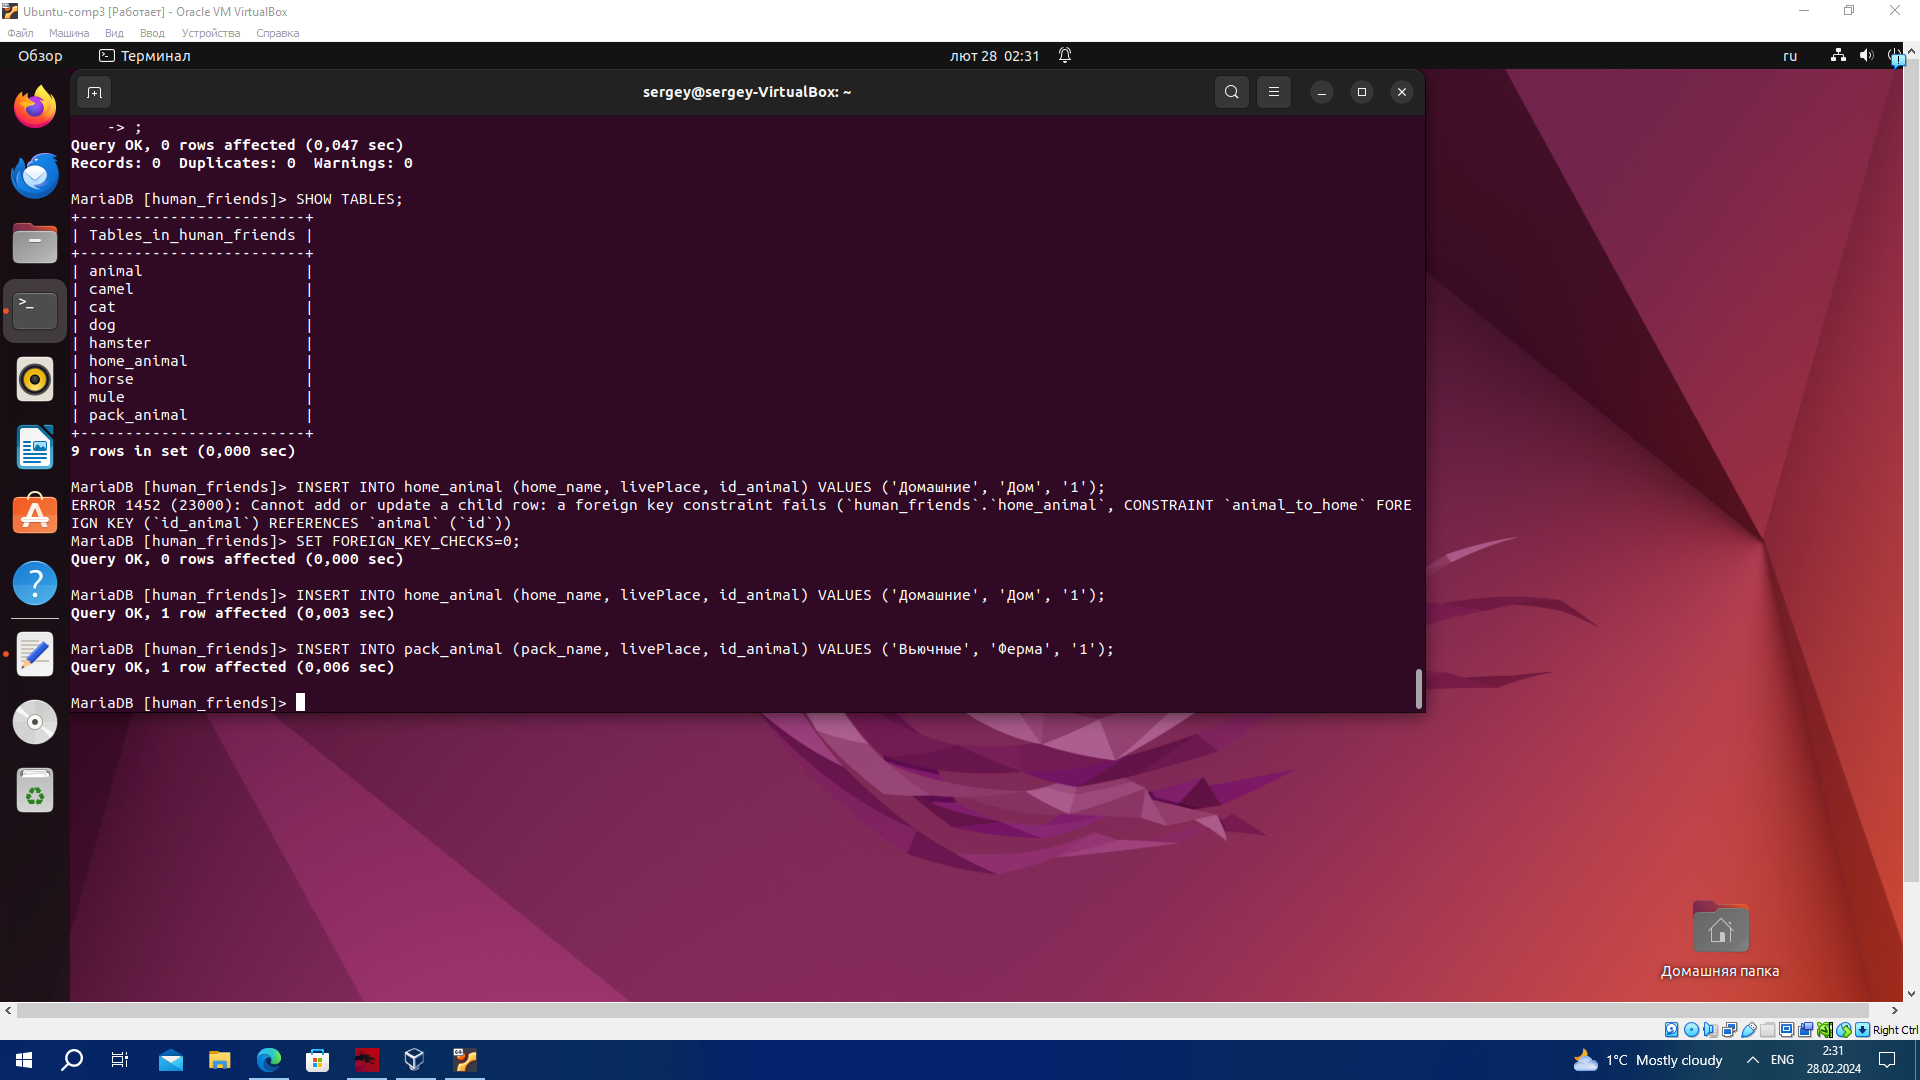 Ubuntu-comp3 [Работает] - Oracle VM VirtualBox
Файл Машина Вид Ввод Устройства Справка
Обзор Терминал лют 28 02:31 ru
sergey@sergey-VirtualBox: ~
-> ;
Query OK, 0 rows affected (0,047 sec)
Records: 0  Duplicates: 0  Warnings: 0
MariaDB [human_friends]> SHOW TABLES;
+-------------------------+
| Tables_in_human_friends |
+-------------------------+
| animal                  |
| camel                   |
| cat                     |
| dog                     |
| hamster                 |
| home_animal             |
| horse                   |
| mule                    |
| pack_animal             |
+-------------------------+
9 rows in set (0,000 sec)
MariaDB [human_friends]> INSERT INTO home_animal (home_name, livePlace, id_animal) VALUES ('Домашние', 'Дом', '1');
ERROR 1452 (23000): Cannot add or update a child row: a foreign key constraint fails (`human_friends`.`home_animal`, CONSTRAINT `animal_to_home` FORE
IGN KEY (`id_animal`) REFERENCES `animal` (`id`))
MariaDB [human_friends]> SET FOREIGN_KEY_CHECKS=0;
Query OK, 0 rows affected (0,000 sec)
MariaDB [human_friends]> INSERT INTO home_animal (home_name, livePlace, id_animal) VALUES ('Домашние', 'Дом', '1');
Query OK, 1 row affected (0,003 sec)
MariaDB [human_friends]> INSERT INTO pack_animal (pack_name, livePlace, id_animal) VALUES ('Вьючные', 'Ферма', '1');
Query OK, 1 row affected (0,006 sec)
MariaDB [human_friends]>
Домашняя папка
Right Ctrl
1°C Mostly cloudy ENG 2:31
28.02.2024